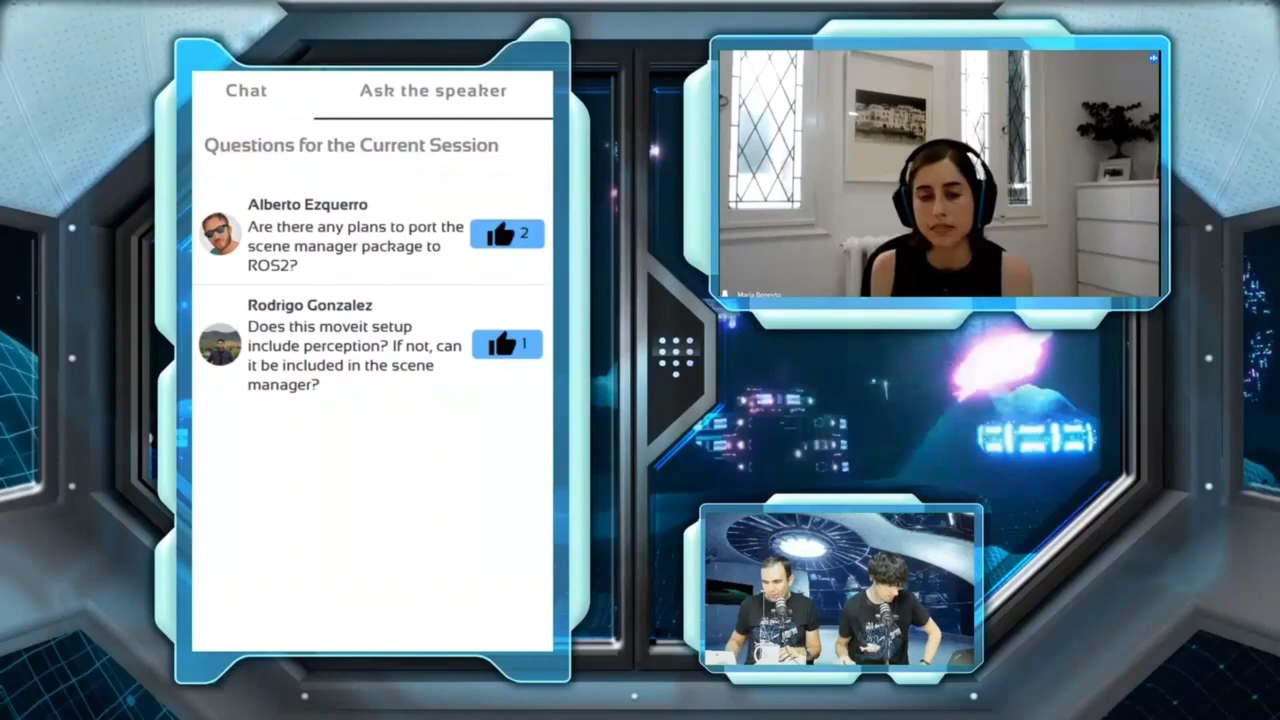 Chat
Ask the speaker
Questions for the Current Session
Alberto Ezquerro
Are there any plans to port the
scene manager package to
ROS2?
2
Rodrigo Gonzalez
Does this moveit setup
include perception? If not, can
it be included in the scene
manager?
1